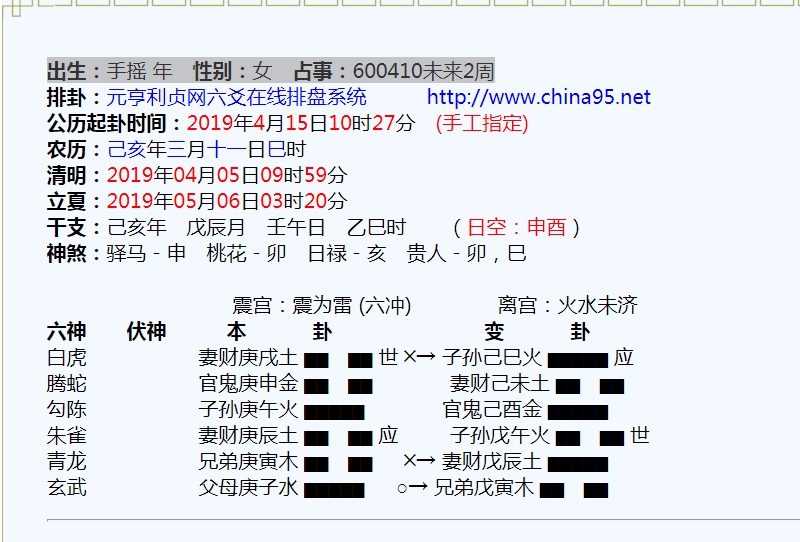 出生：手摇 年 性别：女 占事：600410未来2周
排卦：元亨利贞网六爻在线排盘系统 http://www.china95.net
公历起卦时间：2019年4月15日10时27分 (手工指定)
农历：己亥年三月十一日巳时
清明：2019年04月05日09时59分
立夏：2019年05月06日03时20分
干支：己亥年 戊辰月 壬午日 乙巳时 （日空：申酉）
神煞：驿马－申 桃花－卯 日禄－亥 贵人－卯，巳
震宫：震为雷 (六冲) 离宫：火水未济
六神 伏神 本 卦 变 卦
白虎 妻财庚戌土 世 ×→ 子孙己巳火 应
腾蛇 官鬼庚申金 妻财己未土
勾陈 子孙庚午火 官鬼己酉金
朱雀 妻财庚辰土 应 子孙戊午火 世
青龙 兄弟庚寅木 ×→ 妻财戊辰土
玄武 父母庚子水 ○→ 兄弟戊寅木